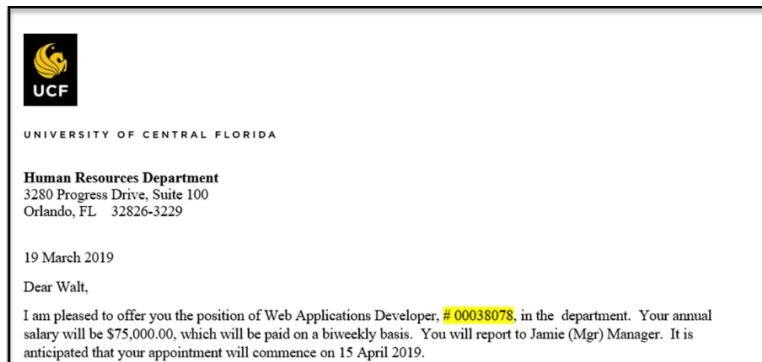 UCF
UNIVERSITY OF CENTRAL FLORIDA
Human Resources Department
3280 Progress Drive, Suite 100
Orlando, FL 32826-3229
19 March 2019
Dear Walt,
I am pleased to offer you the position of Web Applications Developer, # 00038078, in the department. Your annual
salary will be $75,000.00, which will be paid on a biweekly basis. You will report to Jamie (Mgr) Manager. It is
anticipated that your appointment will commence on 15 April 2019.